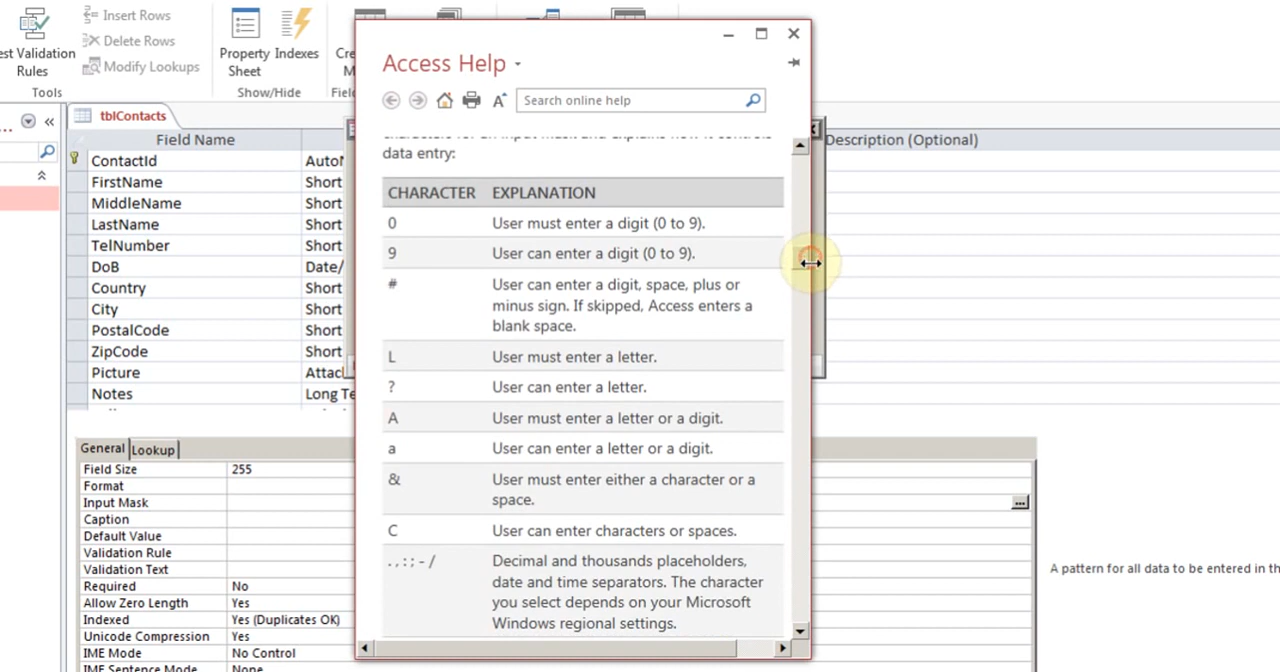 est Validation
Rules
Tools
Insert Rows
Delete Rows
Modify Lookups
Property
Sheet
Indexes
Show/Hide
Cre
M
Field
Access Help
Search online help
data entry:
CHARACTER EXPLANATION
0 User must enter a digit (0 to 9).
9 User can enter a digit (0 to 9).
# User can enter a digit, space, plus or
minus sign. If skipped, Access enters a
blank space.
L User must enter a letter.
? User can enter a letter.
A User must enter a letter or a digit.
a User can enter a letter or a digit.
& User must enter either a character or a
space.
C User can enter characters or spaces.
. , : ; - / Decimal and thousands placeholders,
date and time separators. The character
you select depends on your Microsoft
Windows regional settings.
tblContacts
Field Name
Description (Optional)
ContactId AutoN
FirstName Short
MiddleName Short
LastName Short
TelNumber Short
DoB Date/
Country Short
City Short
PostalCode Short
ZipCode Short
Picture Attac
Notes Long Te
General Lookup
Field Size 255
Format
Input Mask
Caption
Default Value
Validation Rule
Validation Text
Required No
Allow Zero Length Yes
Indexed Yes (Duplicates OK)
Unicode Compression Yes
IME Mode No Control
IME Sentence Mode None
A pattern for all data to be entered in th